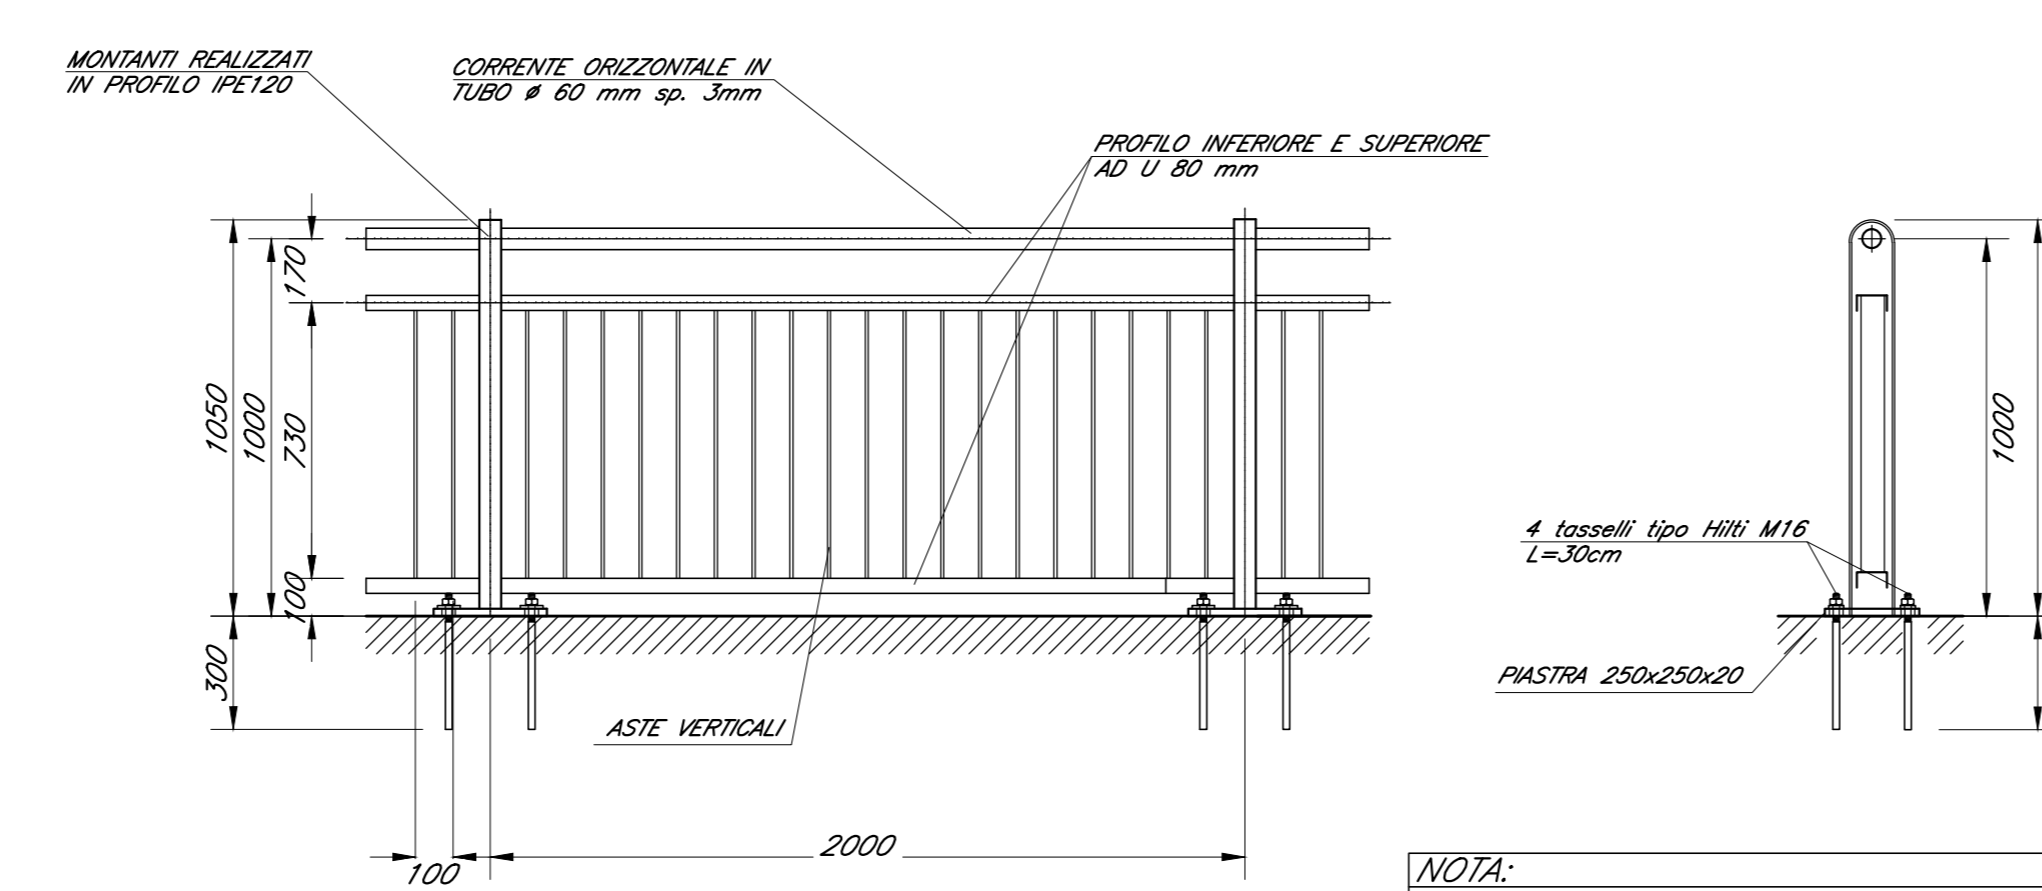 MONTANTI REALIZZATI
IN PROFILO IPE120
CORRENTE ORIZZONTALE IN
TUBO ø 60 mm sp. 3mm
PROFILO INFERIORE E SUPERIORE
AD U 80 mm
170
1050
1000
730
100
300
ASTE VERTICALI
100
2000
1000
4 tasselli tipo Hilti M16
L=30cm
PIASTRA 250x250x20
NOTA: